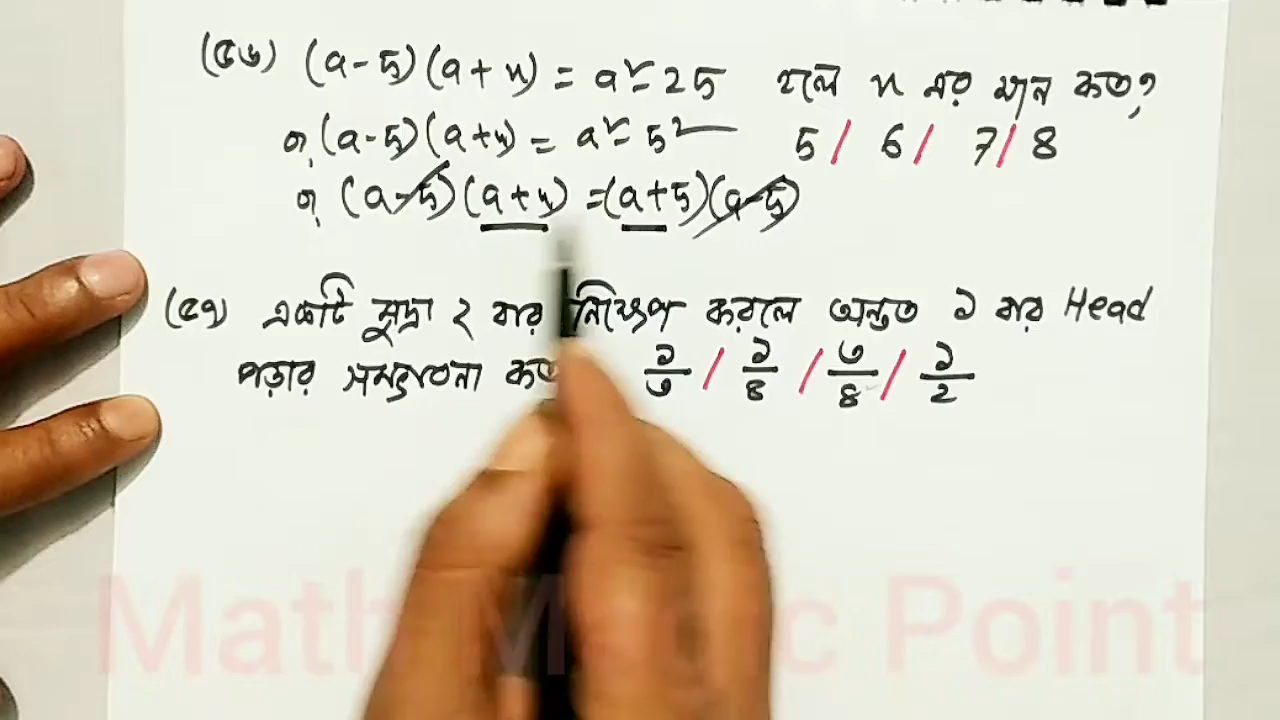 (৫৬) (a-5)(a+x) = a²-25 হলে x এর মান কত?
বা, (a-5)(a+x) = a²-5² 5/ 6/ 7/ 8
বা, (a-5)(a+x) =(a+5)(a-5)
(৫৭) একটি মুদ্রা ২ বার নিক্ষেপ করলে অন্তত ১ বার Head
পড়ার সম্ভাবনা কত ১/৩ / ১/৪ / ৩/৪ / ১/২
Math Magic Point